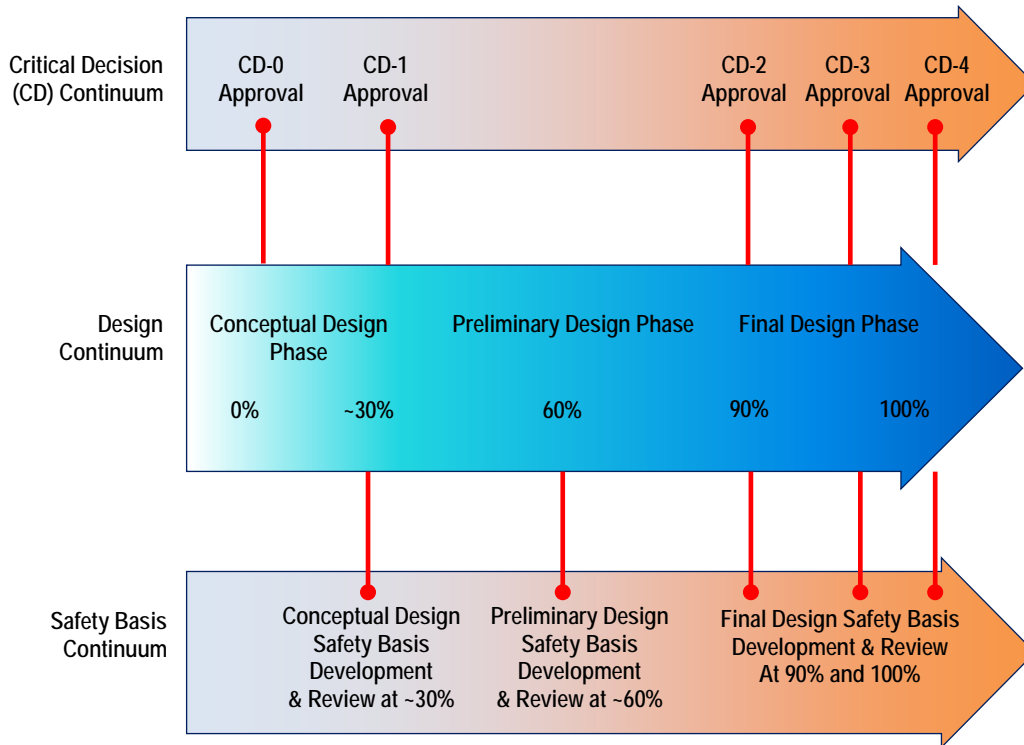 Critical Decision
(CD) Continuum
CD-0
Approval
CD-1
Approval
CD-2
Approval
CD-3
Approval
CD-4
Approval
Design
Continuum
Conceptual Design
Phase
Preliminary Design Phase
Final Design Phase
0%
~30%
60%
90%
100%
Safety Basis
Continuum
Conceptual Design
Safety Basis
Development
& Review at ~30%
Preliminary Design
Safety Basis
Development
& Review at ~60%
Final Design Safety Basis
Development & Review
At 90% and 100%